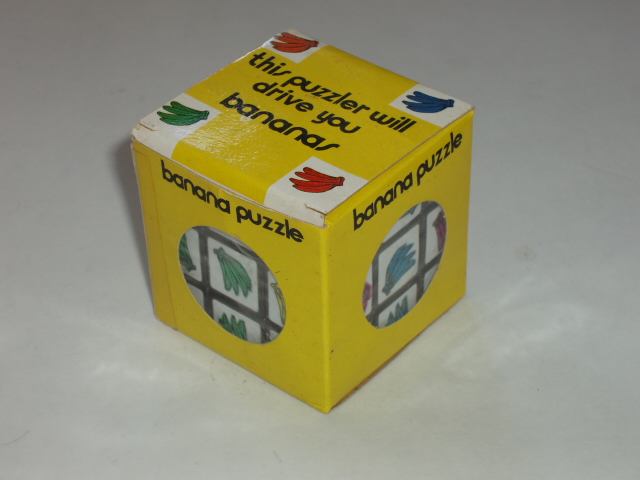 this puzzler will
drive you
bananas
banana puzzle
banana puzzle